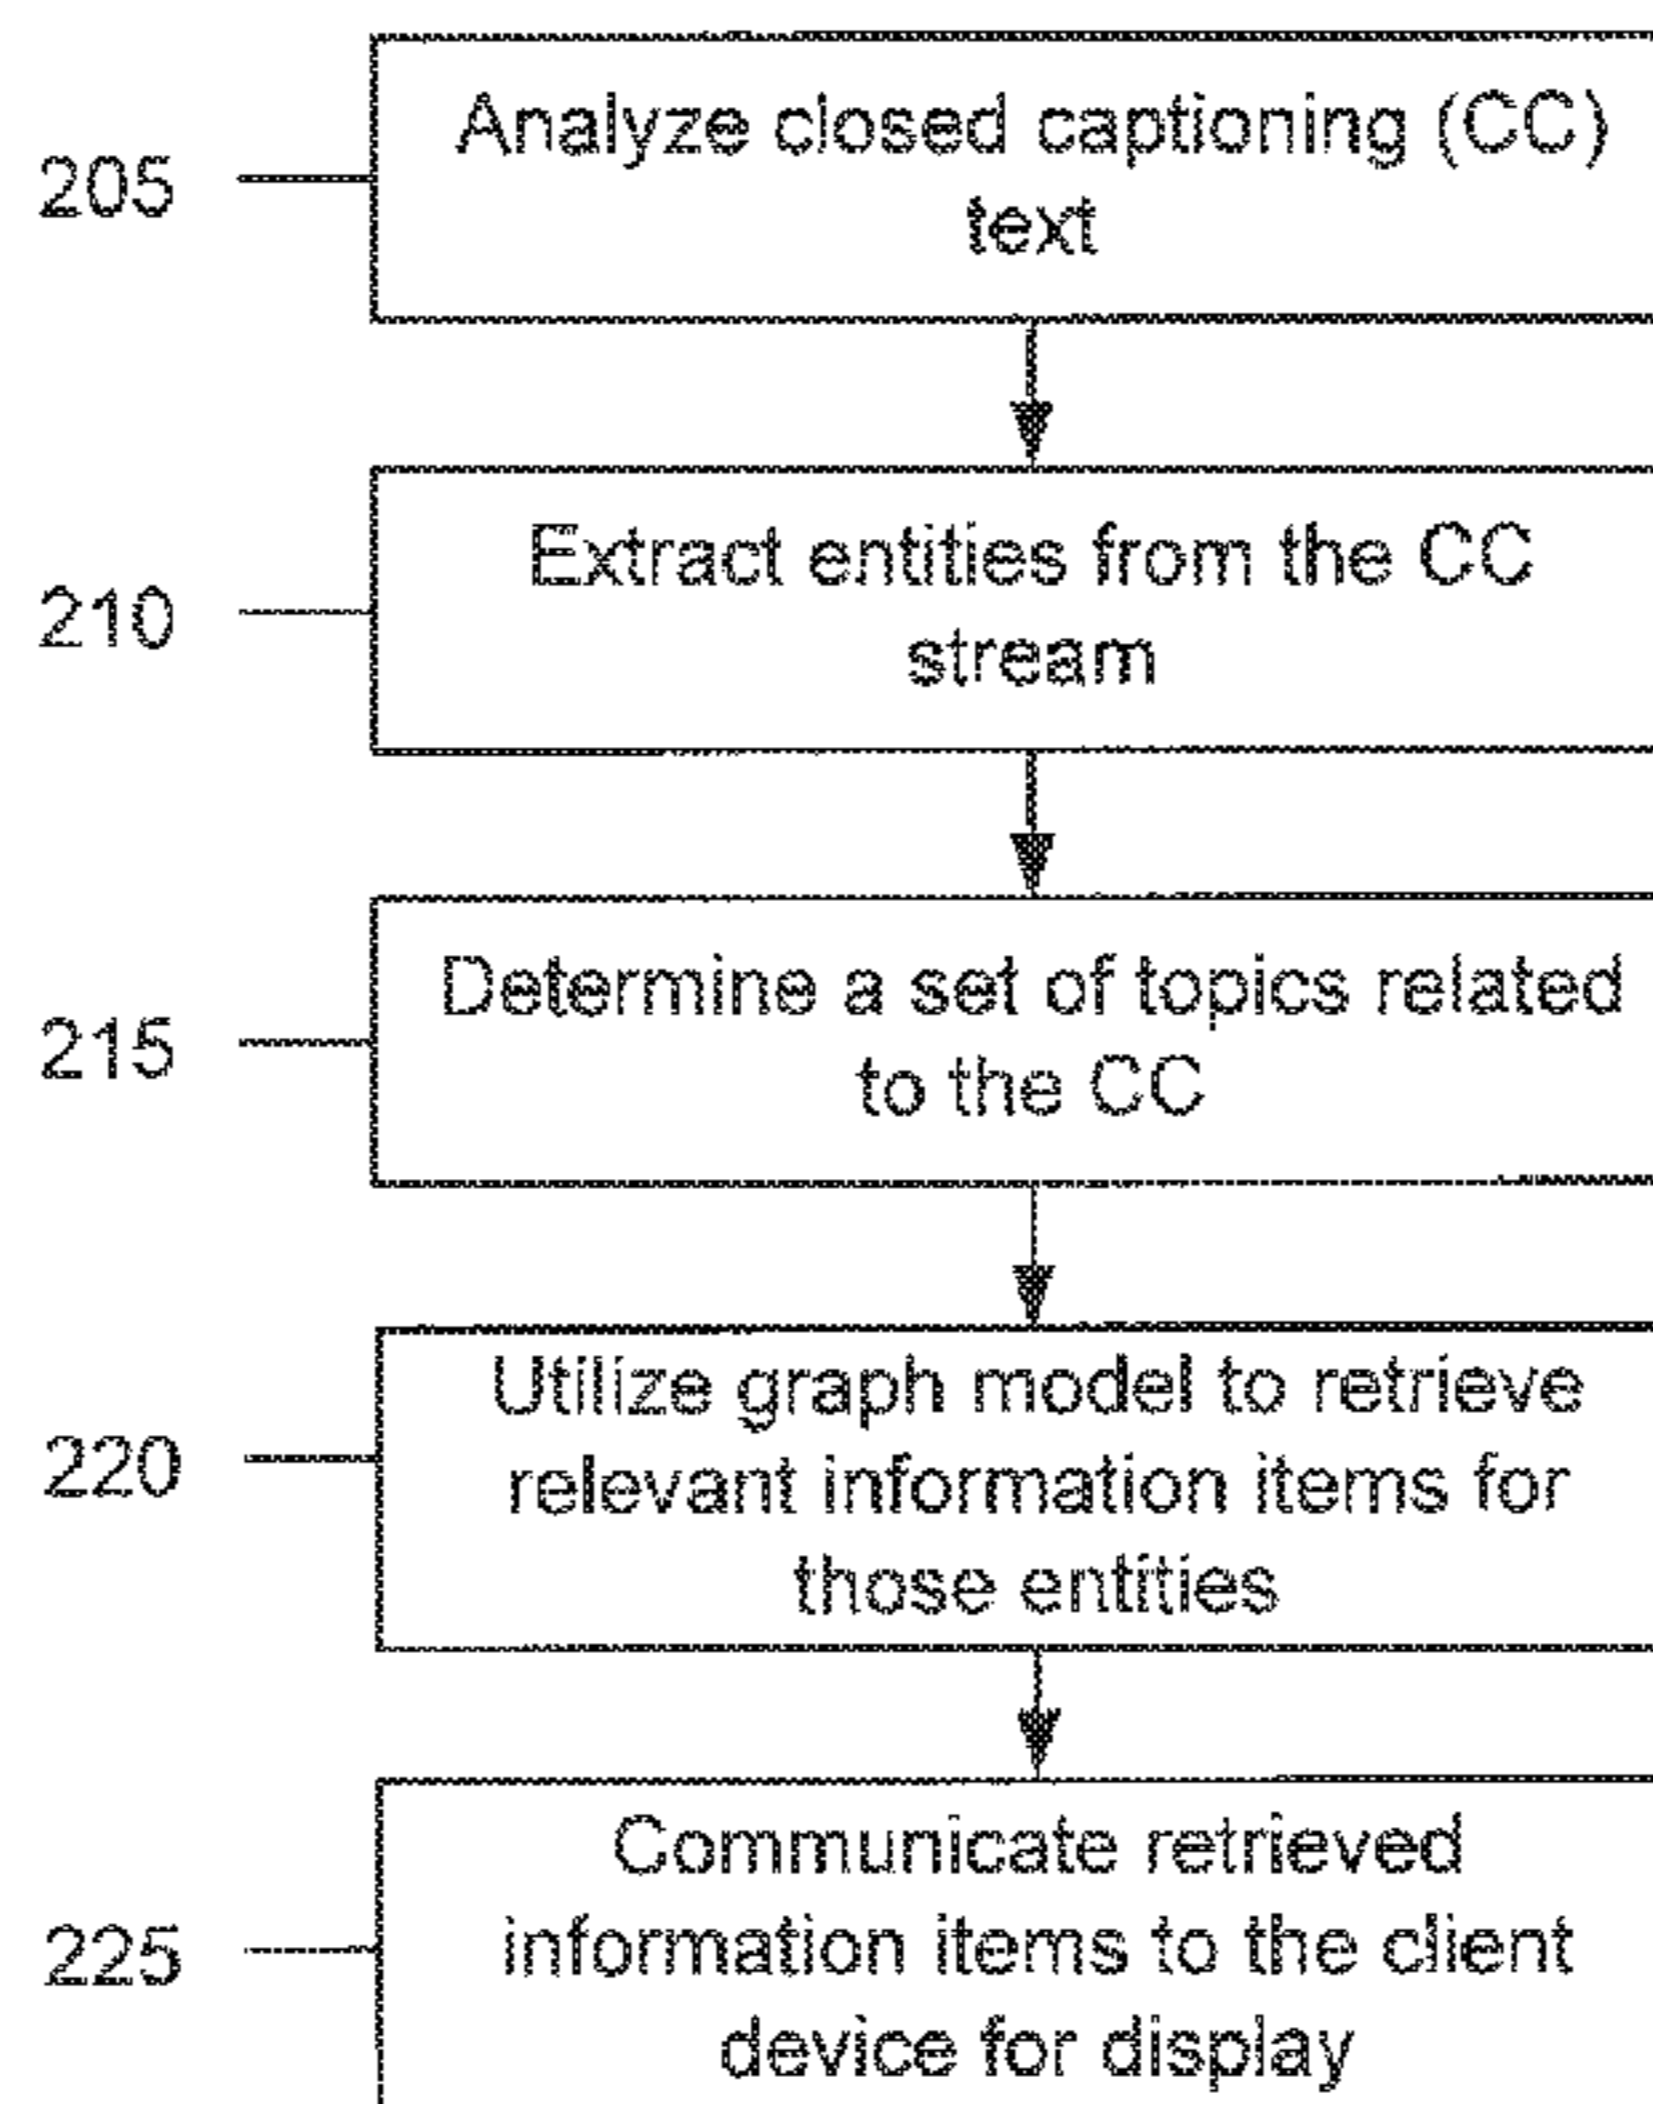 205
Analyze closed captioning (CC)
text
210
Extract entities from the CC
stream
215
Determine a set of topics related
to the CC
220
Utilize graph model to retrieve
relevant information items for
those entities
225
Communicate retrieved
information items to the client
device for display